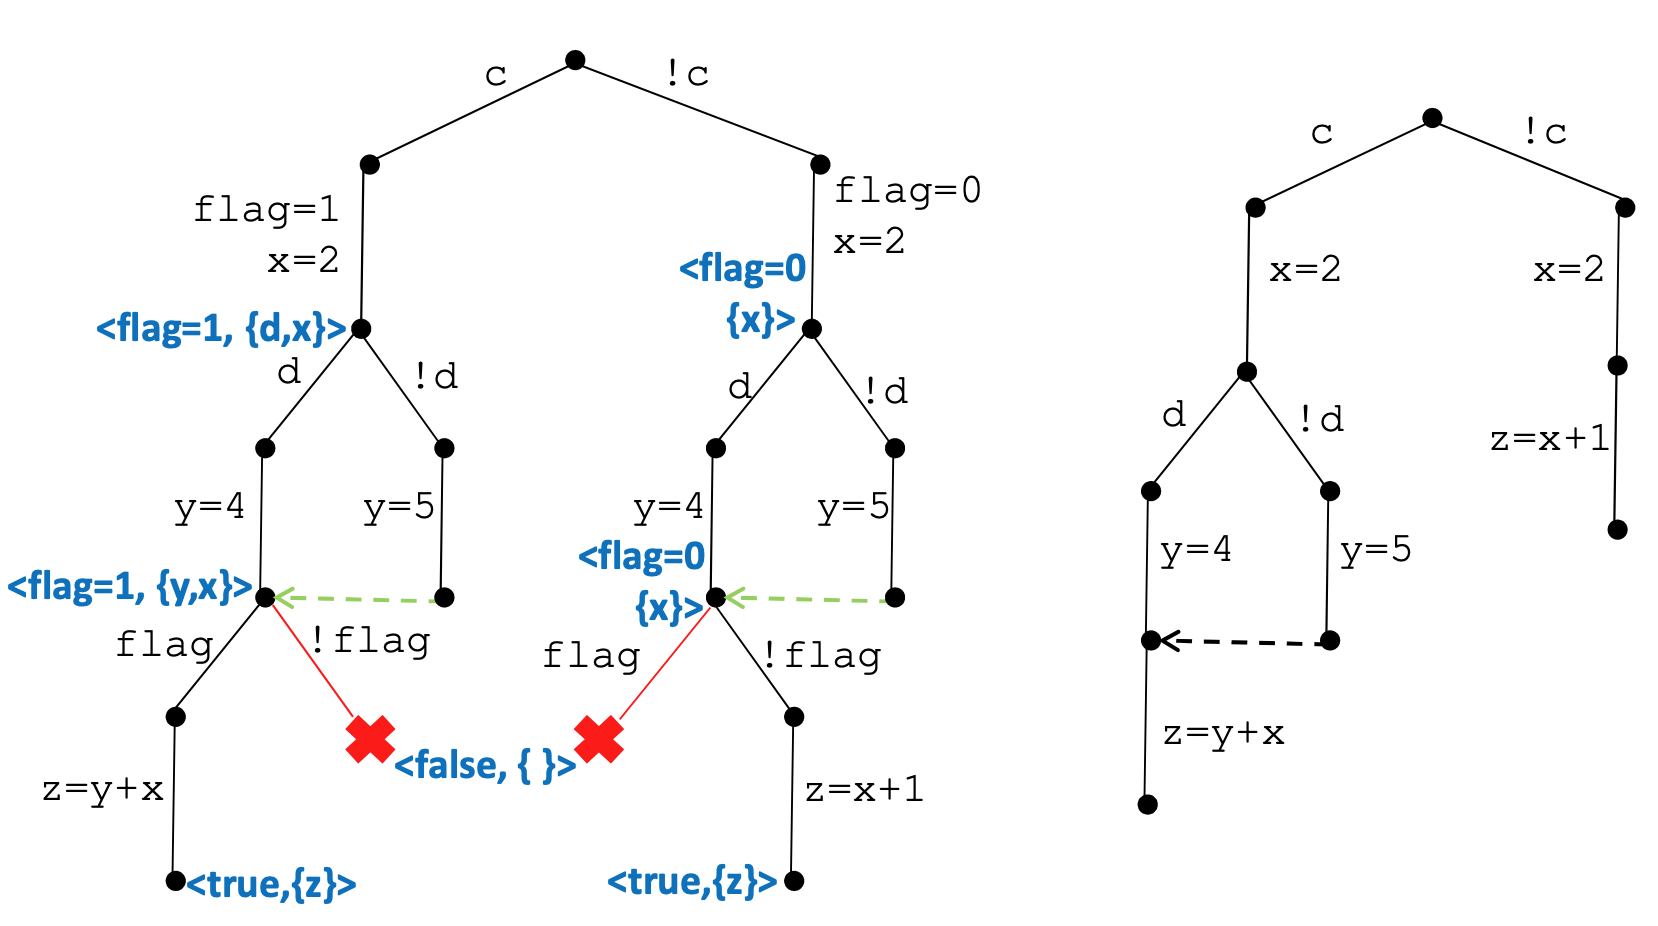 c
!c
flag=1
x=2
flag=0
x=2
<flag=0
{x}>
<flag=1, {d,x}>
d
!d
d
!d
y=4
y=5
y=4
y=5
<flag=0
{x}>
<flag=1, {y,x}>
flag
!flag
flag
!flag
<false, { }>
z=y+x
z=x+1
<true,{z}>
<true,{z}>
c
!c
x=2
x=2
d
!d
z=x+1
y=4
y=5
z=y+x